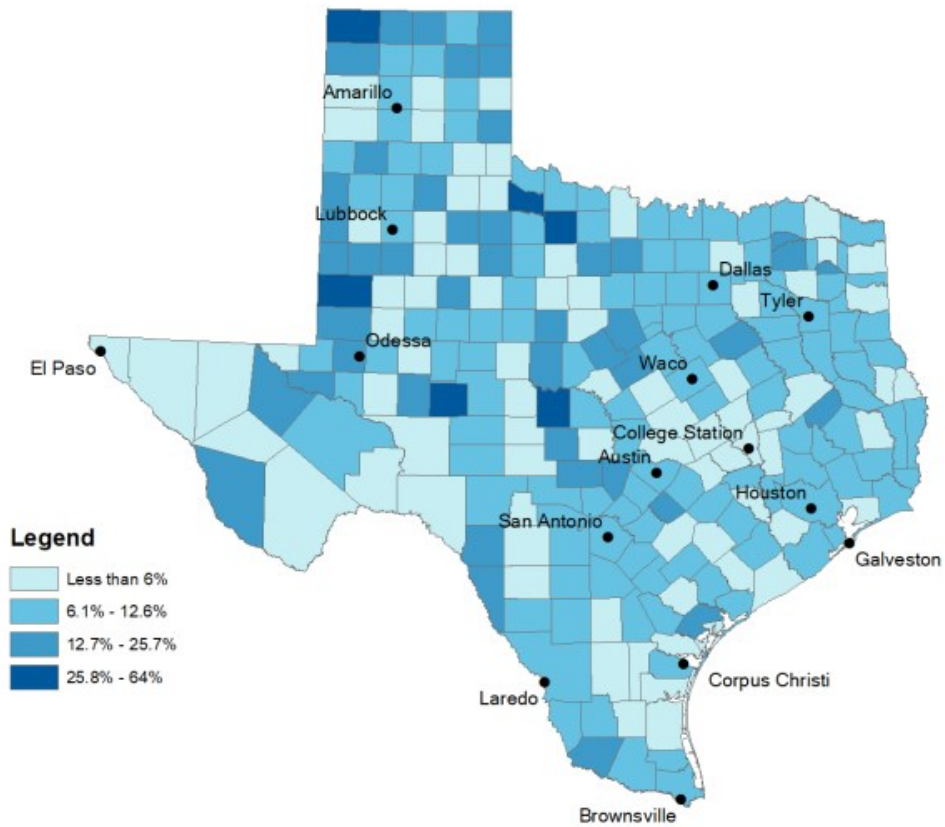 Amarillo
Lubbock
Dallas
Tyler
Odessa
El Paso
Waco
College Station
Austin
Houston
San Antonio
Galveston
Legend
Less than 6%
6.1% - 12.6%
12.7% - 25.7%
25.8% - 64%
Corpus Christi
Laredo
Brownsville